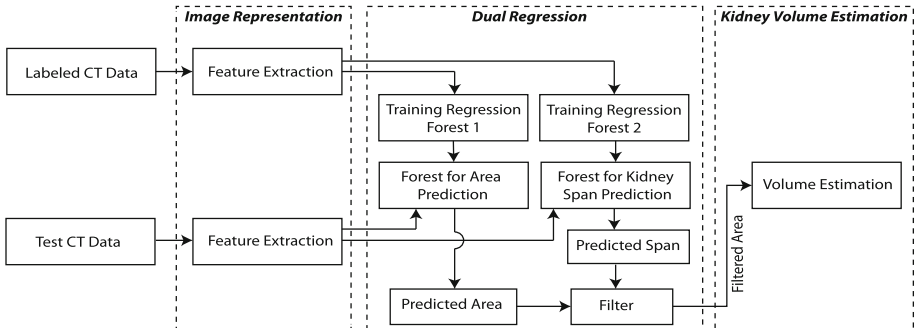 Image Representation
Dual Regression
Kidney Volume Estimation
Labeled CT Data
Feature Extraction
Training Regression
Forest 1
Training Regression
Forest 2
Forest for Area
Prediction
Forest for Kidney
Span Prediction
Volume Estimation
Test CT Data
Feature Extraction
Predicted Span
Filtered Area
Predicted Area
Filter